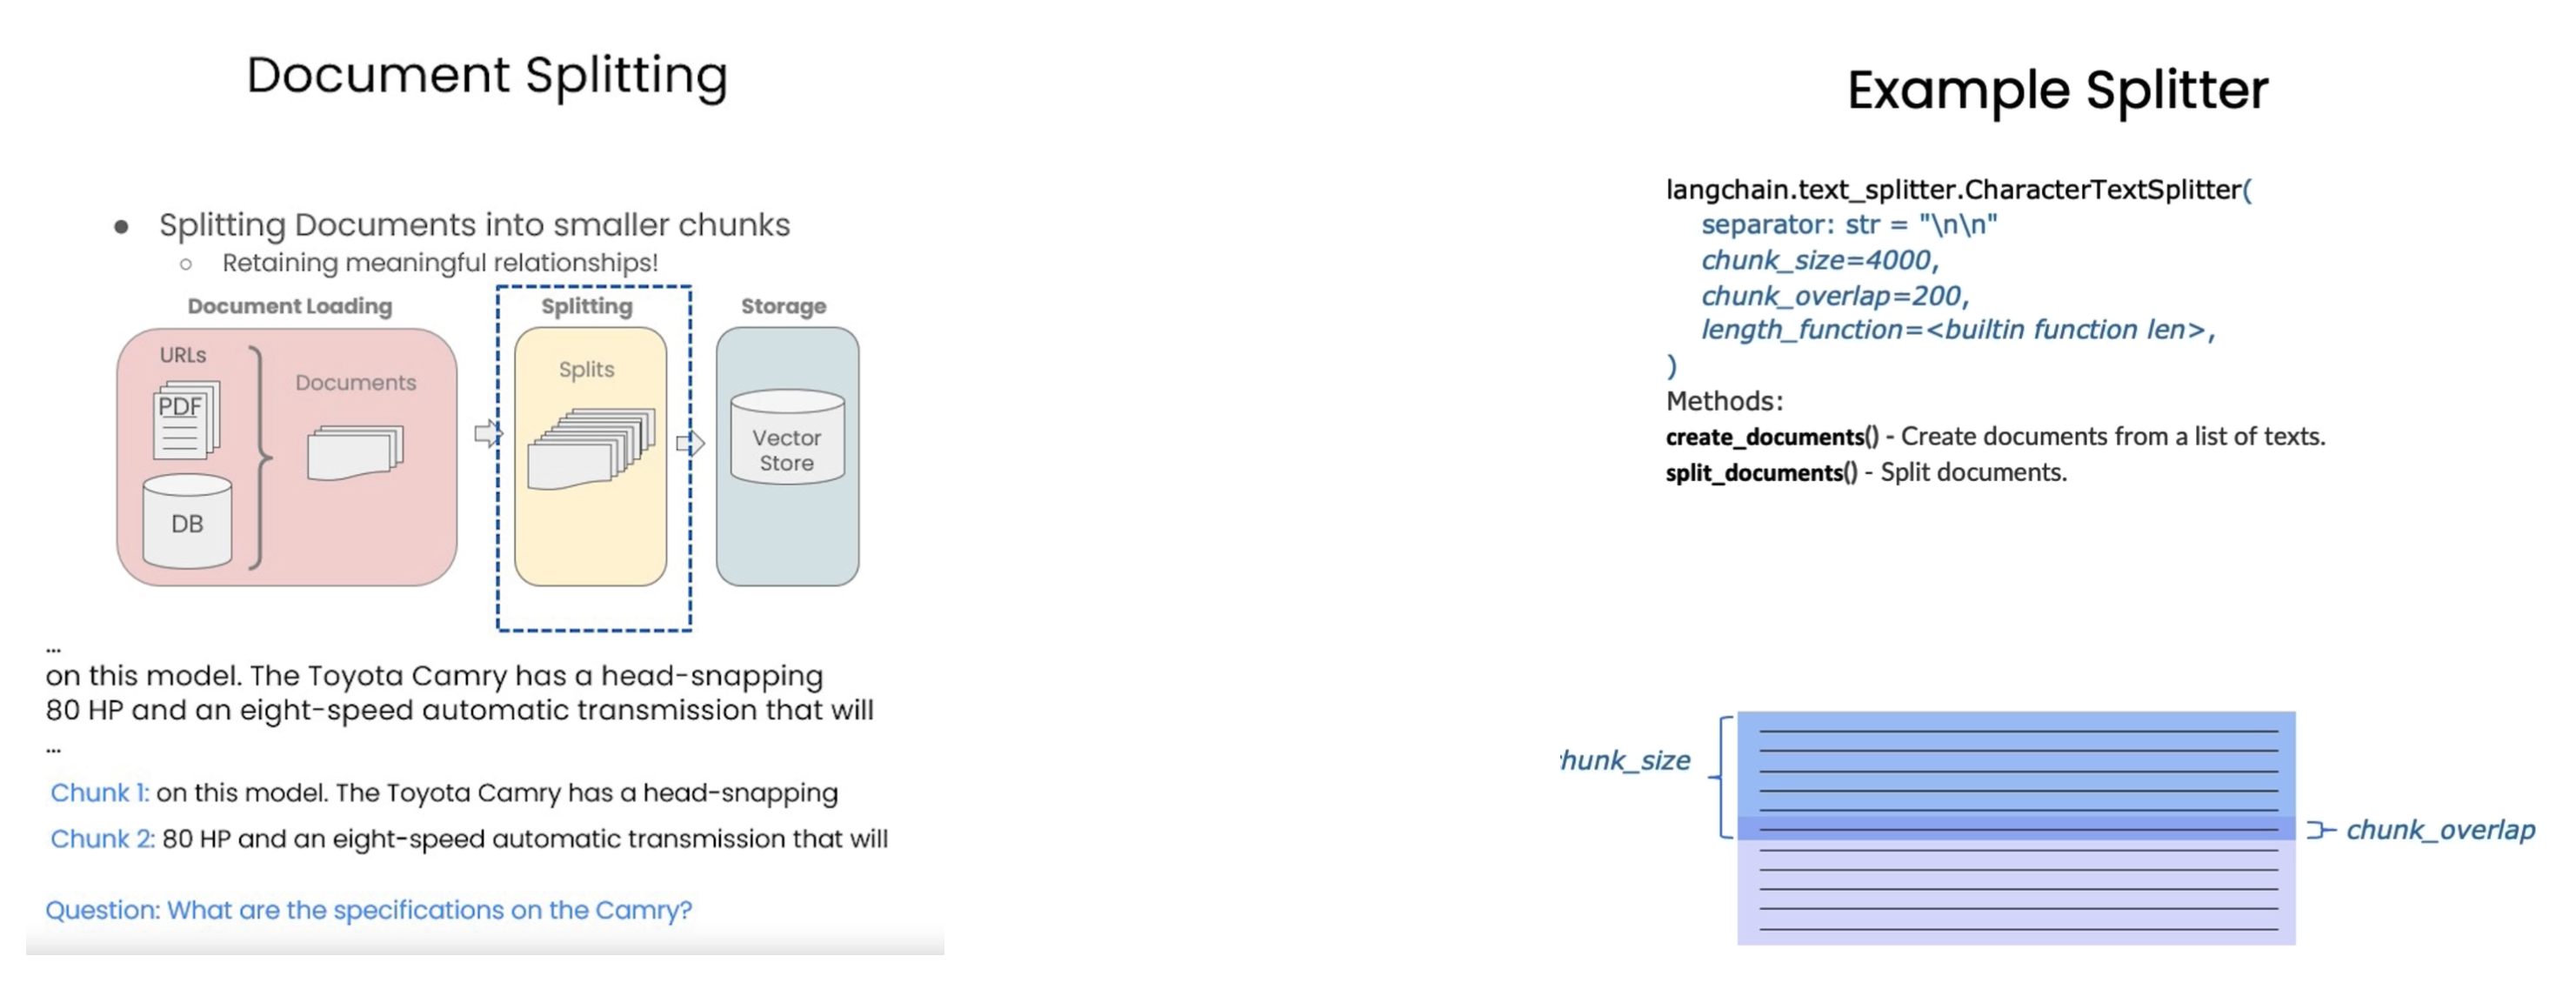 Document Splitting
● Splitting Documents into smaller chunks
○ Retaining meaningful relationships!
Document Loading
Splitting
Storage
URLs
PDF
DB
Documents
Splits
Vector
Store
...
on this model. The Toyota Camry has a head-snapping
80 HP and an eight-speed automatic transmission that will
...
Chunk 1: on this model. The Toyota Camry has a head-snapping
Chunk 2: 80 HP and an eight-speed automatic transmission that will
Question: What are the specifications on the Camry?
Example Splitter
langchain.text_splitter.CharacterTextSplitter(
separator: str = "\n\n"
chunk_size=4000,
chunk_overlap=200,
length_function=<builtin function len>,
)
Methods:
create_documents() - Create documents from a list of texts.
split_documents() - Split documents.
hunk_size
chunk_overlap